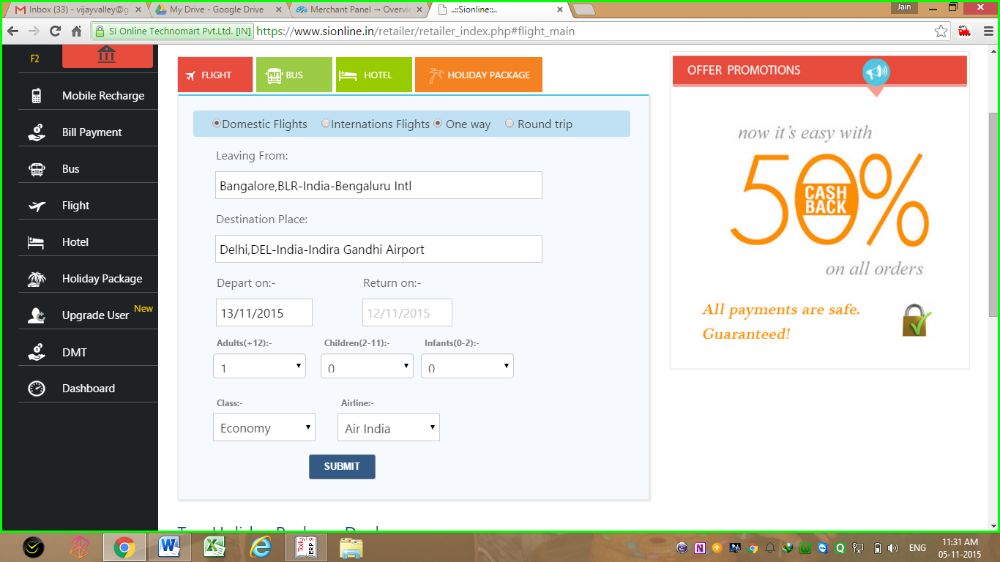 Inbox (33) - vijayvalley@g
My Drive - Google Drive
Merchant Panel → Overvie
..::Sionline::..
Jain
SI Online Technomart Pvt.Ltd. [IN]
https://www.sionline.in/retailer/retailer_index.php#flight_main
F2
Mobile Recharge
Bill Payment
Bus
Flight
Hotel
Holiday Package
Upgrade User New
DMT
Dashboard
FLIGHT
BUS
HOTEL
HOLIDAY PACKAGE
Domestic Flights Internations Flights One way Round trip
Leaving From:
Bangalore,BLR-India-Bengaluru Intl
Destination Place:
Delhi,DEL-India-Indira Gandhi Airport
Depart on:- Return on:-
13/11/2015 12/11/2015
Adults(+12):- Children(2-11):- Infants(0-2):-
1 0 0
Class:- Airline:-
Economy Air India
SUBMIT
OFFER PROMOTIONS
now it's easy with
50%
CASH
BACK
on all orders
All payments are safe.
Guaranteed!
Tally
ERP 9
ENG
11:31 AM
05-11-2015